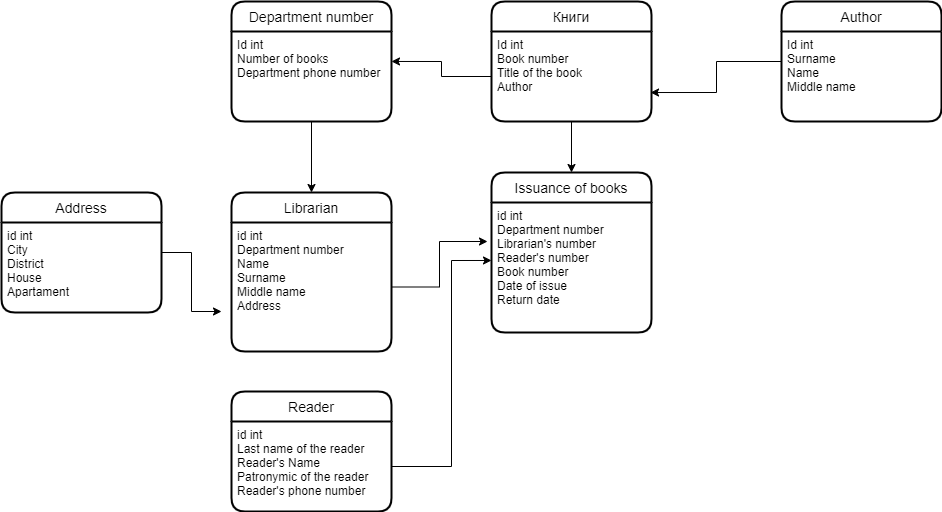 Department number
Id int
Number of books
Department phone number
Книги
Id int
Book number
Title of the book
Author
Author
Id int
Surname
Name
Middle name
Address
id int
City
District
House
Apartament
Librarian
id int
Department number
Name
Surname
Middle name
Address
Issuance of books
id int
Department number
Librarian's number
Reader's number
Book number
Date of issue
Return date
Reader
id int
Last name of the reader
Reader's Name
Patronymic of the reader
Reader's phone number